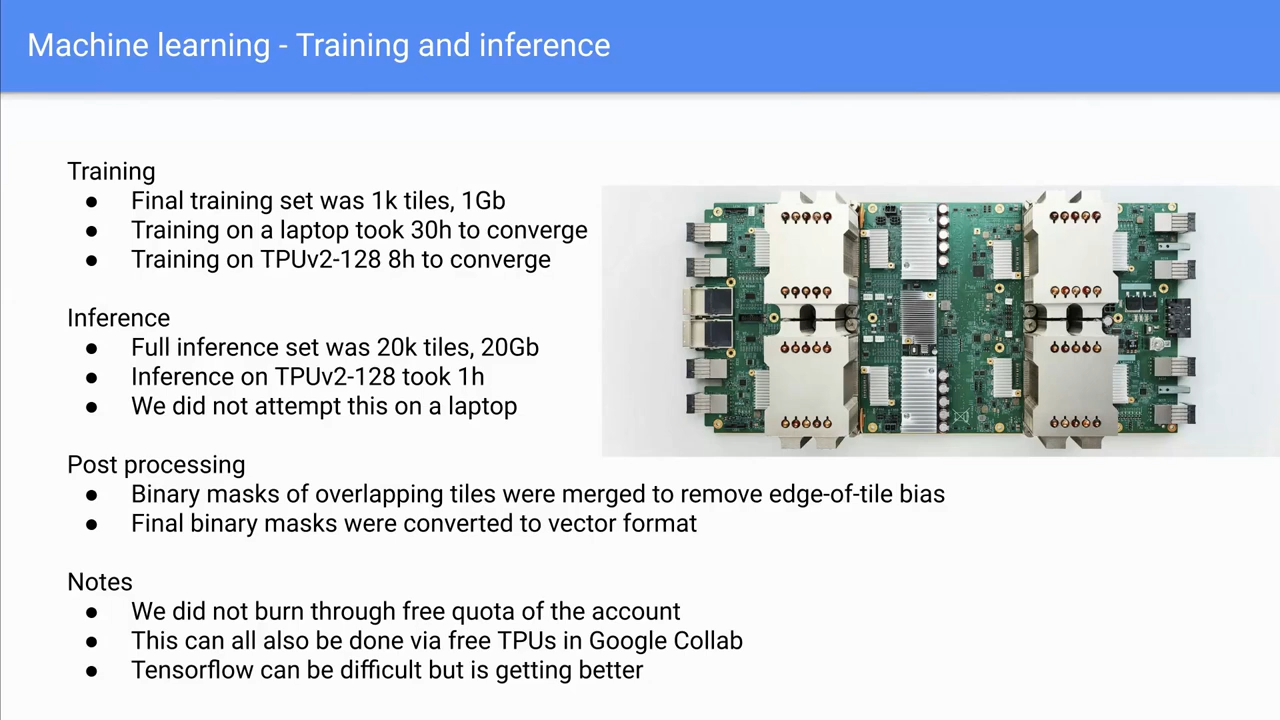 Machine learning - Training and inference
Training
● Final training set was 1k tiles, 1Gb
● Training on a laptop took 30h to converge
● Training on TPUv2-128 8h to converge
Inference
● Full inference set was 20k tiles, 20Gb
● Inference on TPUv2-128 took 1h
● We did not attempt this on a laptop
Post processing
● Binary masks of overlapping tiles were merged to remove edge-of-tile bias
● Final binary masks were converted to vector format
Notes
● We did not burn through free quota of the account
● This can all also be done via free TPUs in Google Collab
● Tensorflow can be difficult but is getting better